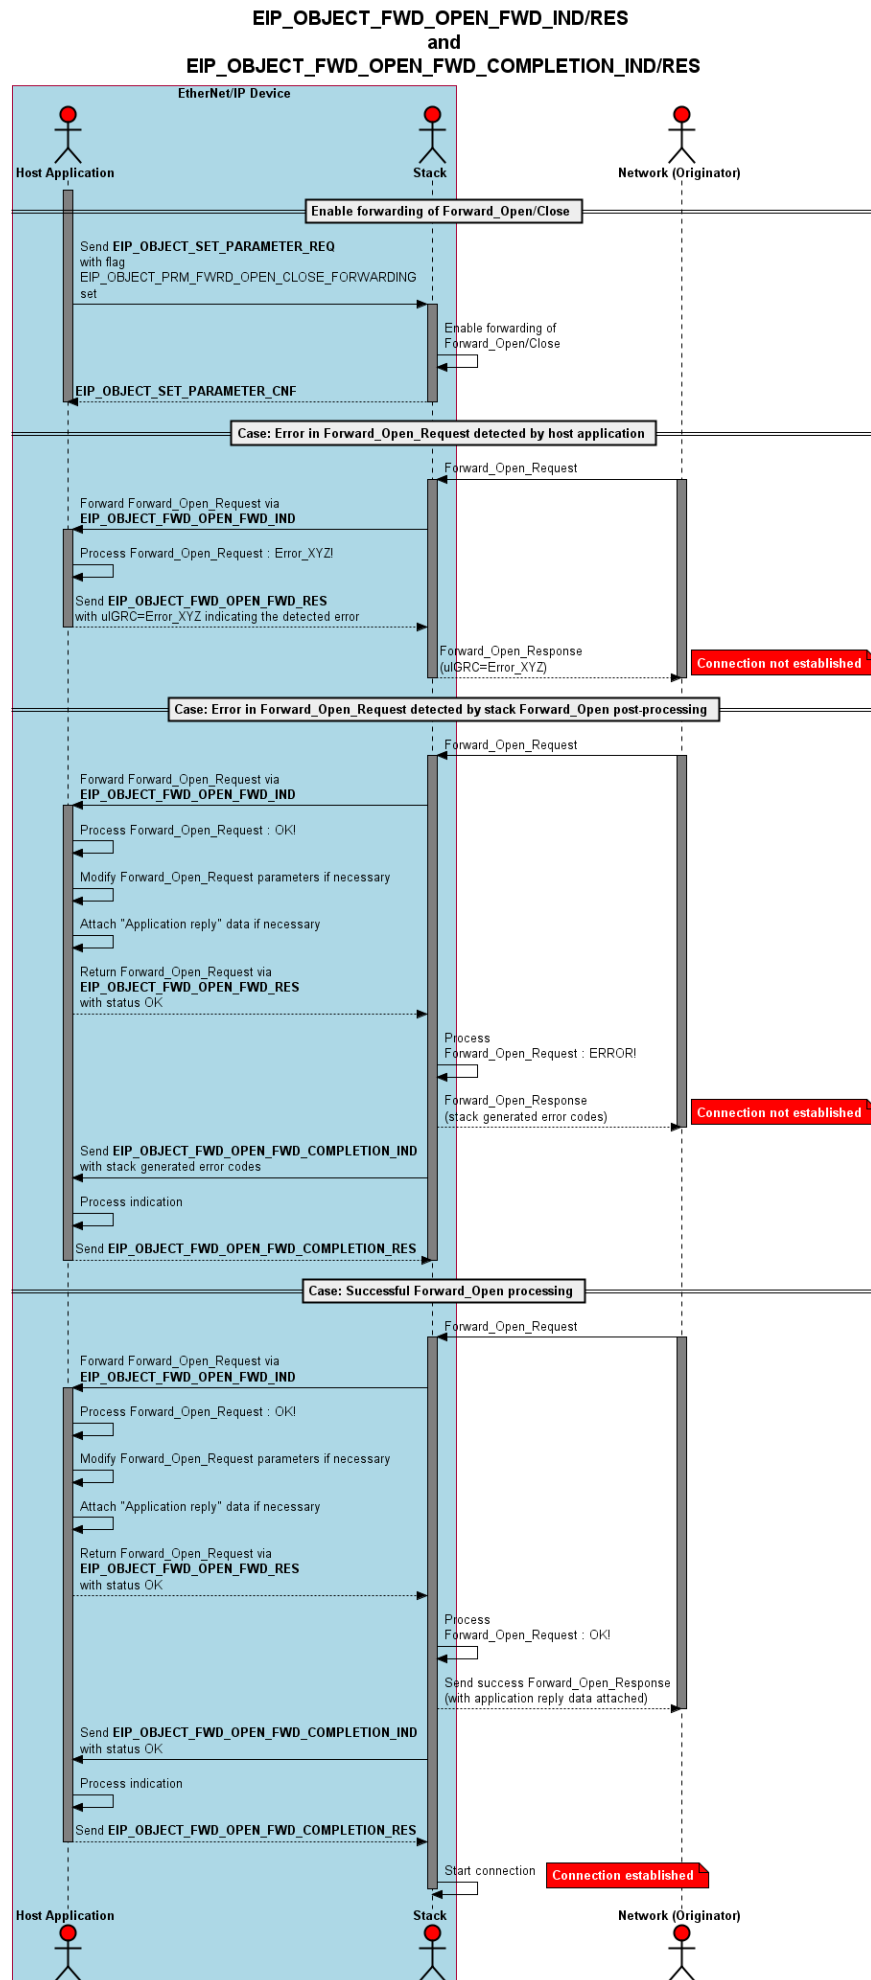 EIP_OBJECT_FWD_OPEN_FWD_IND/RES
and
EIP_OBJECT_FWD_OPEN_FWD_COMPLETION_IND/RES
EtherNet/IP Device
Host Application
Stack
Network (Originator)
Enable forwarding of Forward_Open/Close
Send EIP_OBJECT_SET_PARAMETER_REQ
with flag
EIP_OBJECT_PRM_FWRD_OPEN_CLOSE_FORWARDING
set
Enable forwarding of
Forward_Open/Close
EIP_OBJECT_SET_PARAMETER_CNF
Case: Error in Forward_Open_Request detected by host application
Forward_Open_Request
Forward Forward_Open_Request via
EIP_OBJECT_FWD_OPEN_FWD_IND
Process Forward_Open_Request : Error_XYZ!
Send EIP_OBJECT_FWD_OPEN_FWD_RES
with ulGRC=Error_XYZ indicating the detected error
Forward_Open_Response
(ulGRC=Error_XYZ)
Connection not established
Case: Error in Forward_Open_Request detected by stack Forward_Open post-processing
Forward_Open_Request
Forward Forward_Open_Request via
EIP_OBJECT_FWD_OPEN_FWD_IND
Process Forward_Open_Request : OK!
Modify Forward_Open_Request parameters if necessary
Attach "Application reply" data if necessary
Return Forward_Open_Request via
EIP_OBJECT_FWD_OPEN_FWD_RES
with status OK
Process
Forward_Open_Request : ERROR!
Forward_Open_Response
(stack generated error codes)
Connection not established
Send EIP_OBJECT_FWD_OPEN_FWD_COMPLETION_IND
with stack generated error codes
Process indication
Send EIP_OBJECT_FWD_OPEN_FWD_COMPLETION_RES
Case: Successful Forward_Open processing
Forward_Open_Request
Forward Forward_Open_Request via
EIP_OBJECT_FWD_OPEN_FWD_IND
Process Forward_Open_Request : OK!
Modify Forward_Open_Request parameters if necessary
Attach "Application reply" data if necessary
Return Forward_Open_Request via
EIP_OBJECT_FWD_OPEN_FWD_RES
with status OK
Process
Forward_Open_Request : OK!
Send success Forward_Open_Response
(with application reply data attached)
Send EIP_OBJECT_FWD_OPEN_FWD_COMPLETION_IND
with status OK
Process indication
Send EIP_OBJECT_FWD_OPEN_FWD_COMPLETION_RES
Start connection
Connection established
Host Application
Stack
Network (Originator)